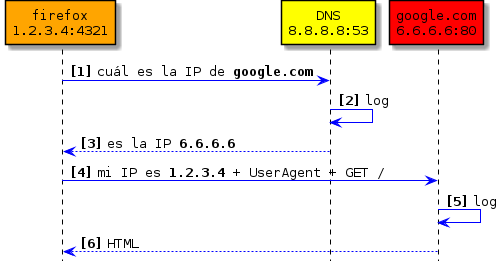 firefox
1.2.3.4:4321
DNS
8.8.8.8:53
google.com
6.6.6.6:80
[1] cuál es la IP de google.com
[2] log
[3] es la IP 6.6.6.6
[4] mi IP es 1.2.3.4 + UserAgent + GET /
[5] log
[6] HTML